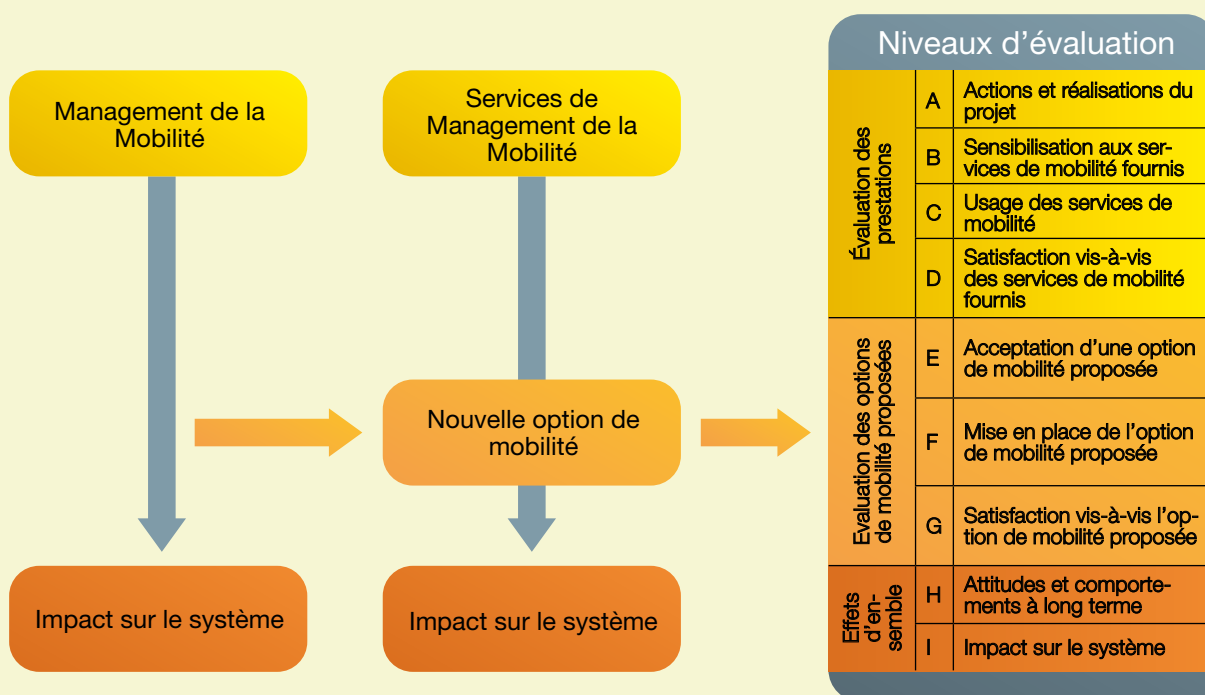 Management de la
Mobilité
Impact sur le système
Services de
Management de la
Mobilité
Nouvelle option de
mobilité
Impact sur le système
Niveaux d’évaluation
Évaluation des
prestations
A
Actions et réalisations du
projet
B
Sensibilisation aux ser-
vices de mobilité fournis
C
Usage des services de
mobilité
D
Satisfaction vis-à-vis
des services de mobilité
fournis
Evaluation des options
de mobilité proposées
E
Acceptation d’une option
de mobilité proposée
F
Mise en place de l’option
de mobilité proposée
G
Satisfaction vis-à-vis l’op-
tion de mobilité proposée
Effets
d’en-
semble
H
Attitudes et comporte-
ments à long terme
I
Impact sur le système